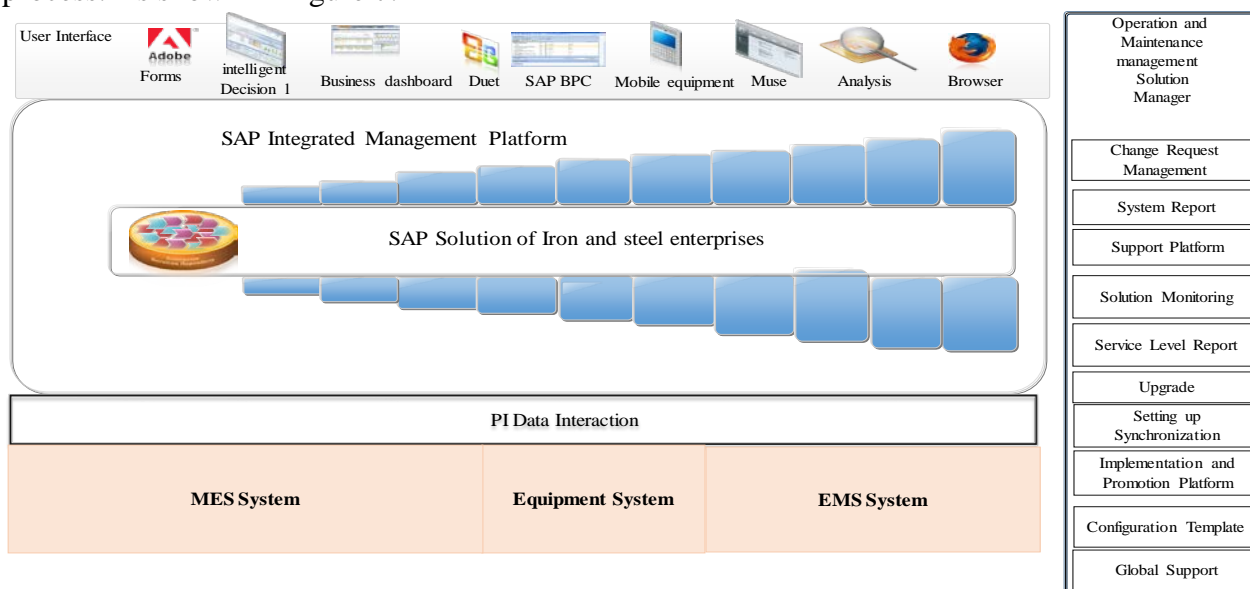 User Interface
Adobe
Forms
intelligent
Decision l
Business dashboard
Duet
SAP BPC
Mobile equipment
Muse
Analysis
Browser
SAP Integrated Management Platform
SAP Solution of Iron and steel enterprises
PI Data Interaction
MES System
Equipment System
EMS System
Operation and
Maintenance
management
Solution
Manager
Change Request
Management
System Report
Support Platform
Solution Monitoring
Service Level Report
Upgrade
Setting up
Synchronization
Implementation and
Promotion Platform
Configuration Template
Global Support